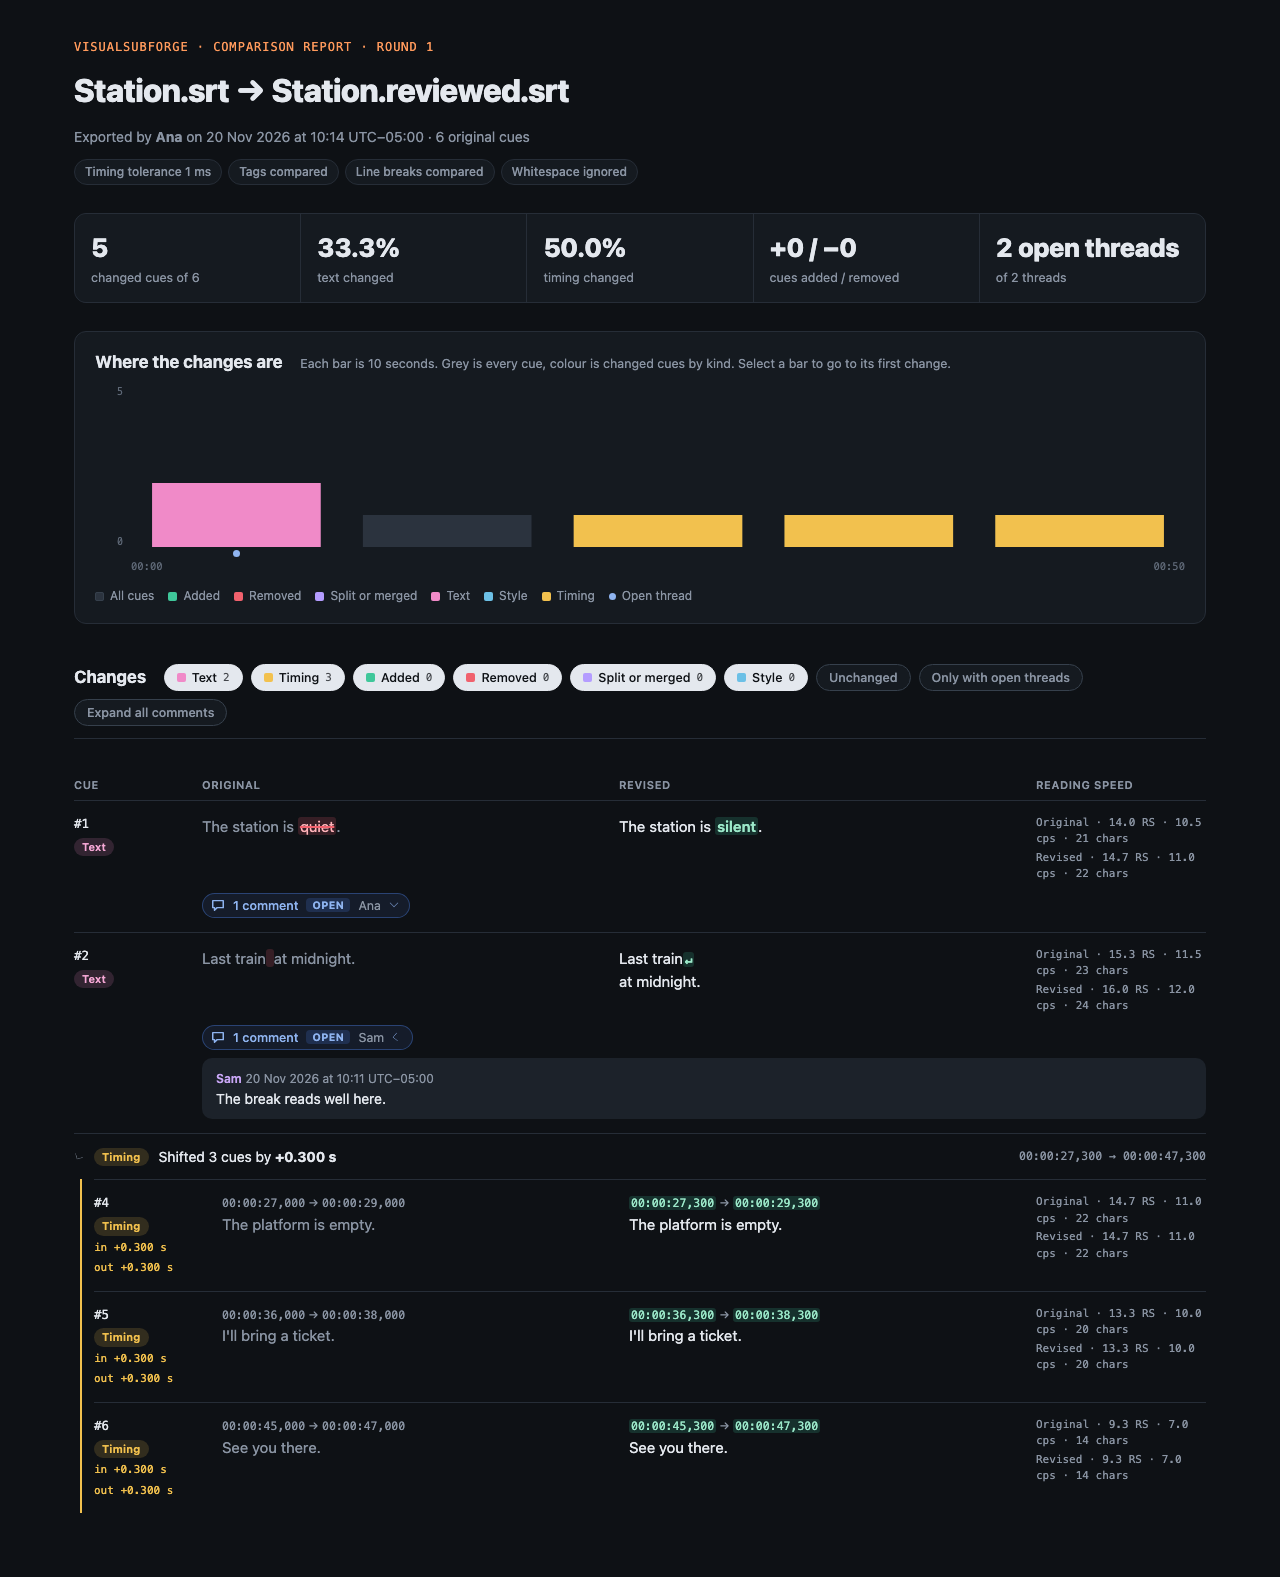 VISUALSUBFORGE · COMPARISON REPORT · ROUND 1
Station.srt → Station.reviewed.srt
Exported by Ana on 20 Nov 2026 at 10:14 UTC−05:00 · 6 original cues
Timing tolerance 1 ms Tags compared Line breaks compared Whitespace ignored
5 33.3% 50.0% +0 / −0 2 open threads
changed cues of 6 text changed timing changed cues added / removed of 2 threads
Where the changes are Each bar is 10 seconds. Grey is every cue, colour is changed cues by kind. Select a bar to go to its first change.
5
0
00:00 00:50
All cues Added Removed Split or merged Text Style Timing Open thread
Changes Text 2 Timing 3 Added 0 Removed 0 Split or merged 0 Style 0 Unchanged Only with open threads
Expand all comments
CUE ORIGINAL REVISED READING SPEED
#1 The station is quiet. The station is silent. Original · 14.0 RS · 10.5
cps · 21 chars
Text Revised · 14.7 RS · 11.0
cps · 22 chars
1 comment OPEN Ana
#2 Last train at midnight. Last train↵ Original · 15.3 RS · 11.5
cps · 23 chars
Text at midnight. Revised · 16.0 RS · 12.0
cps · 24 chars
1 comment OPEN Sam
Sam 20 Nov 2026 at 10:11 UTC−05:00
The break reads well here.
Timing Shifted 3 cues by +0.300 s 00:00:27,300 → 00:00:47,300
#4 00:00:27,000 → 00:00:29,000 00:00:27,300 → 00:00:29,300 Original · 14.7 RS · 11.0
Timing The platform is empty. The platform is empty. cps · 22 chars
in +0.300 s Revised · 14.7 RS · 11.0
out +0.300 s cps · 22 chars
#5 00:00:36,000 → 00:00:38,000 00:00:36,300 → 00:00:38,300 Original · 13.3 RS · 10.0
Timing I'll bring a ticket. I'll bring a ticket. cps · 20 chars
in +0.300 s Revised · 13.3 RS · 10.0
out +0.300 s cps · 20 chars
#6 00:00:45,000 → 00:00:47,000 00:00:45,300 → 00:00:47,300 Original · 9.3 RS · 7.0
Timing See you there. See you there. cps · 14 chars
in +0.300 s Revised · 9.3 RS · 7.0
out +0.300 s cps · 14 chars